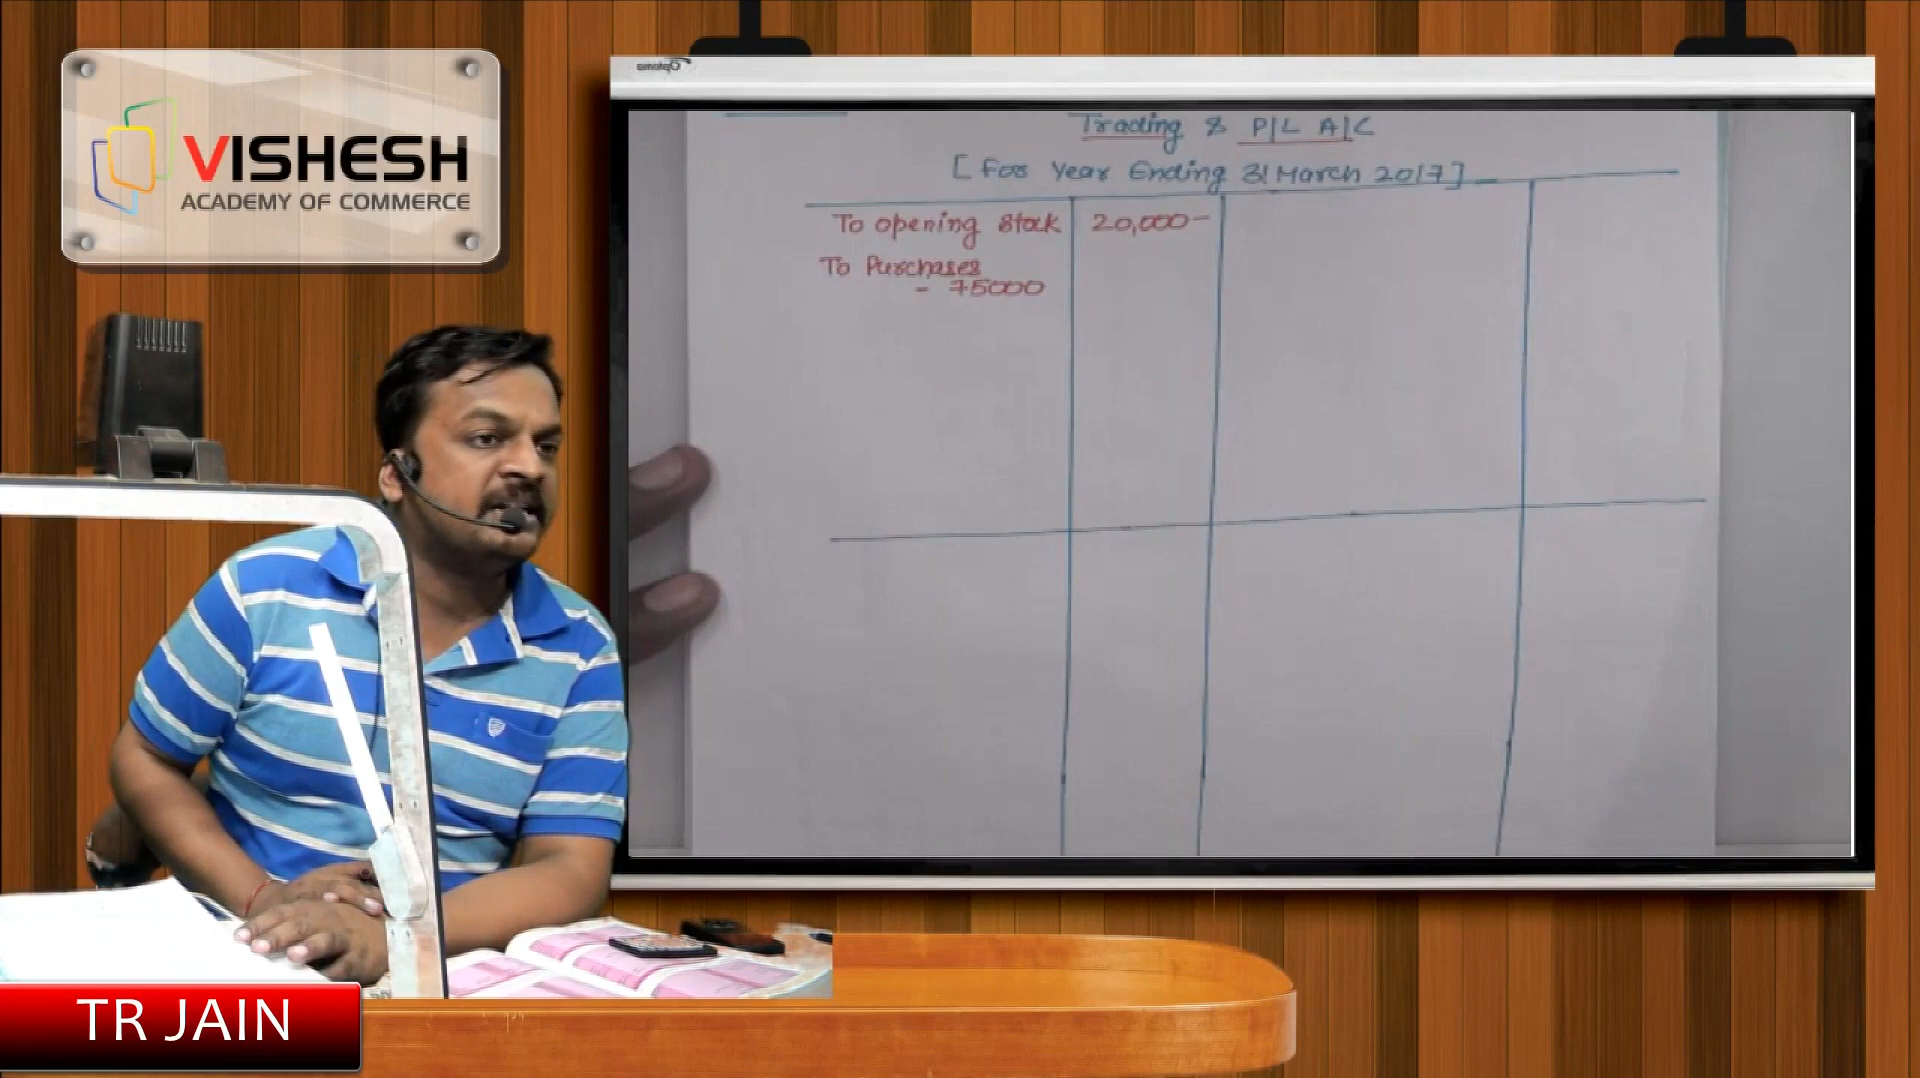 VISHESH
ACADEMY OF COMMERCE
Optoma
Trading & P/L A/C
[For Year Ending 31 March 2017]
To opening Stock 20,000-
To Purchases
- 75000
TR JAIN